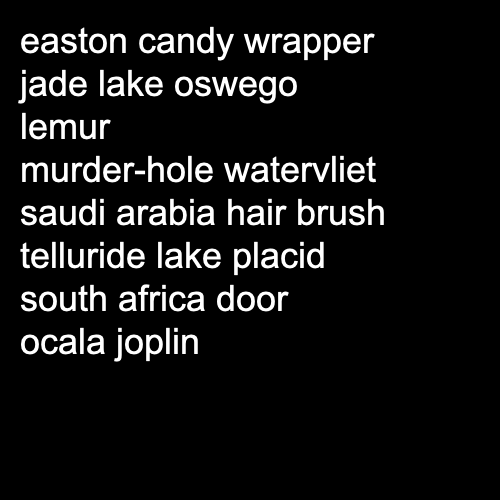 easton candy wrapper
jade lake oswego
lemur
murder-hole watervliet
saudi arabia hair brush
telluride lake placid
south africa door
ocala joplin